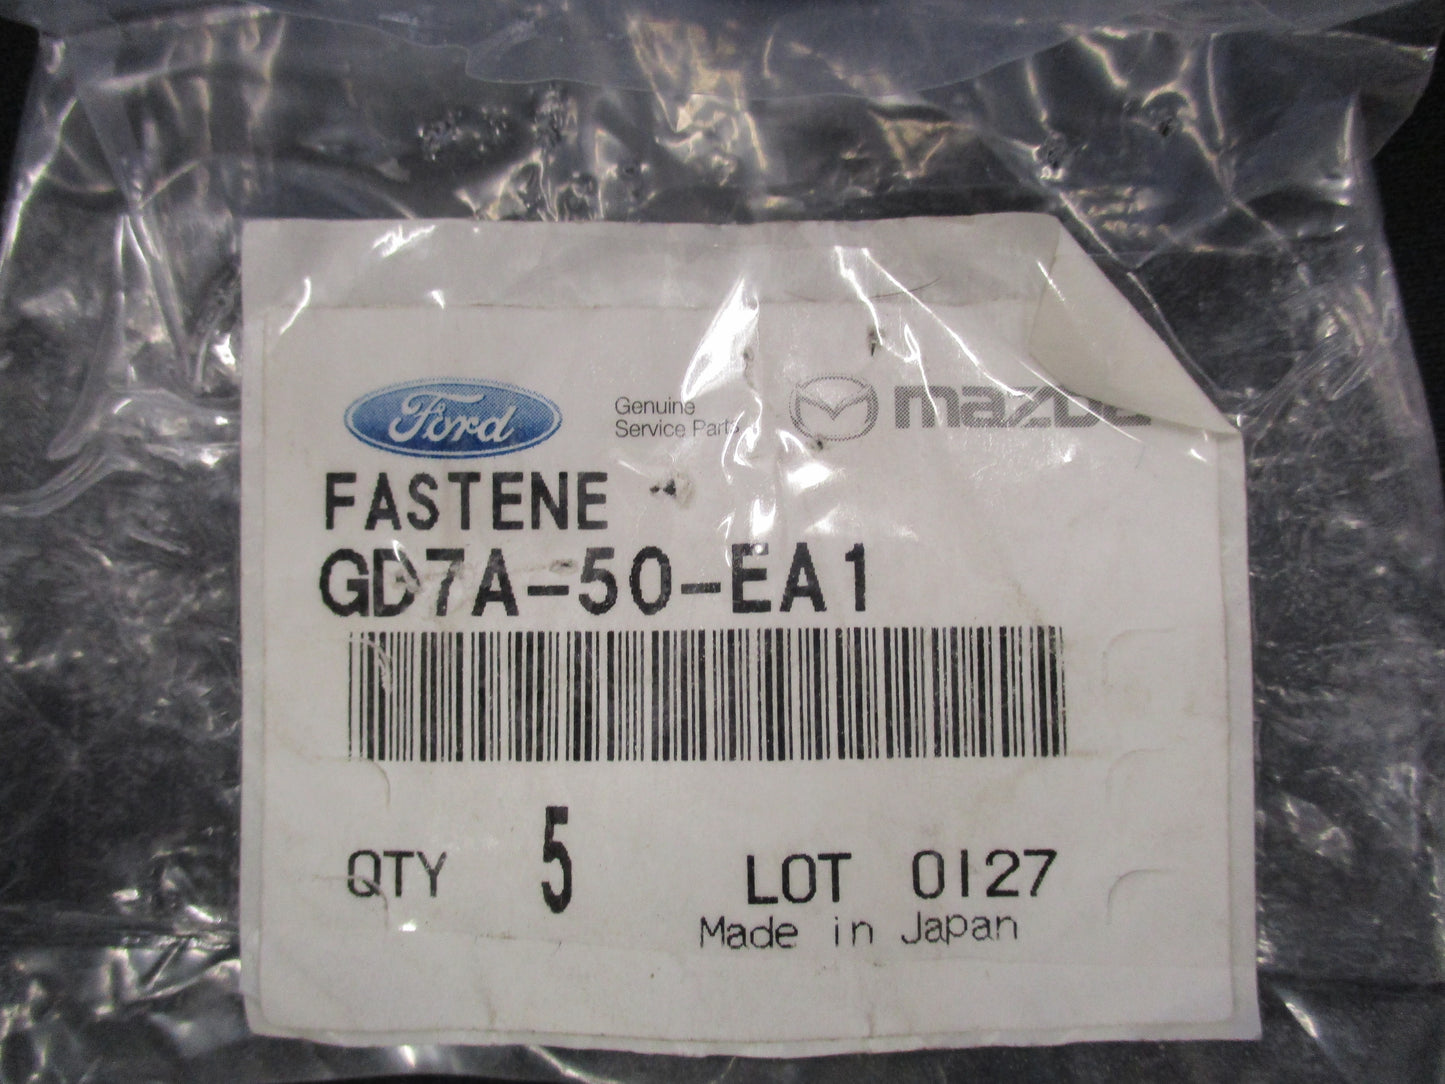 Ford
Genuine
Service Parts
mazda
FASTENE
GD7A-50-EA1
QTY 5
LOT 0127
Made in Japan